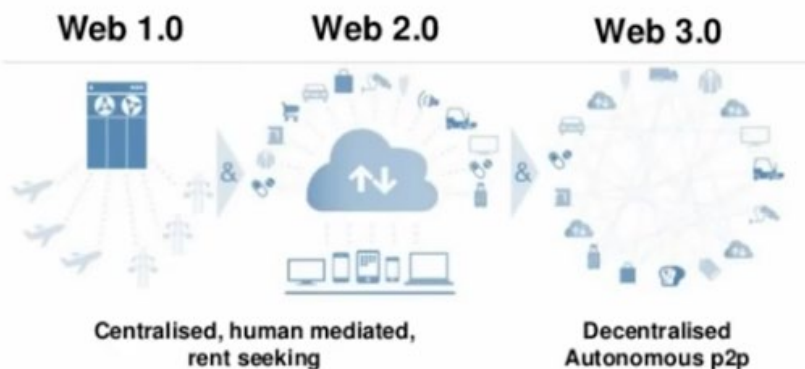 Web 1.0
Web 2.0
Web 3.0
&
&
Centralised, human mediated,
rent seeking
Decentralised
Autonomous p2p